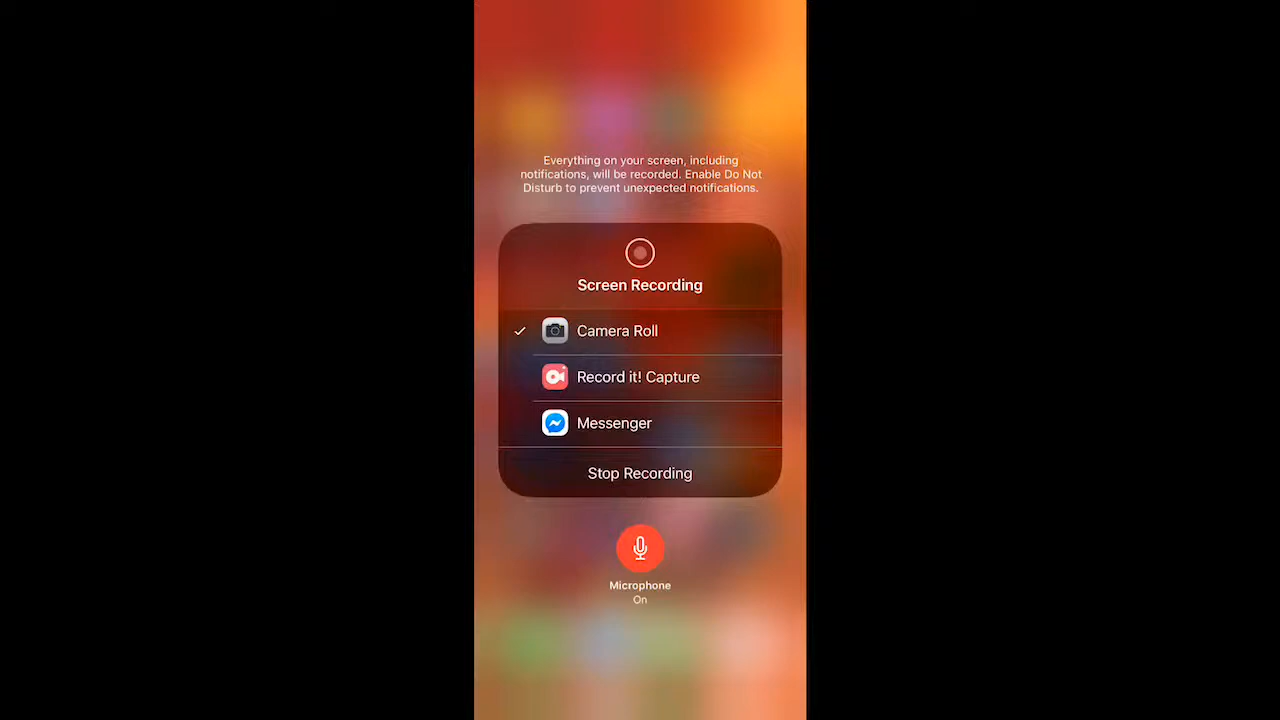 Everything on your screen, including
notifications, will be recorded. Enable Do Not
Disturb to prevent unexpected notifications.
Screen Recording
Camera Roll
Record it! Capture
Messenger
Stop Recording
Microphone
On